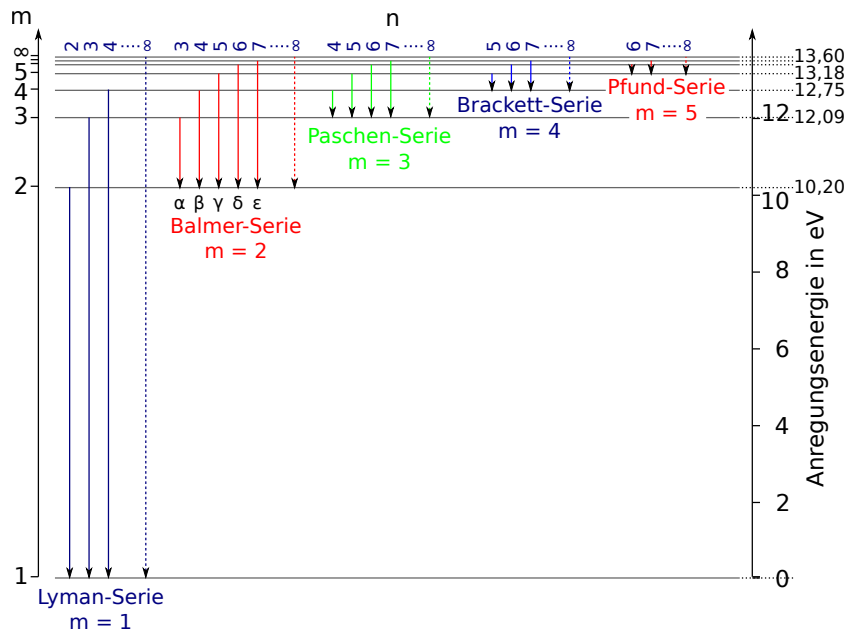 m
n
2 3 4 ····∞
3 4 5 6 7 ····∞
4 5 6 7 ····∞
5 6 7 ····∞
6 7 ····∞
∞
5
4
3
2
1
13,60
13,18
12,75
12,09
10,20
12
10
8
6
4
2
0
Anregungsenergie in eV
Pfund-Serie
m = 5
Brackett-Serie
m = 4
Paschen-Serie
m = 3
α β γ δ ε
Balmer-Serie
m = 2
Lyman-Serie
m = 1